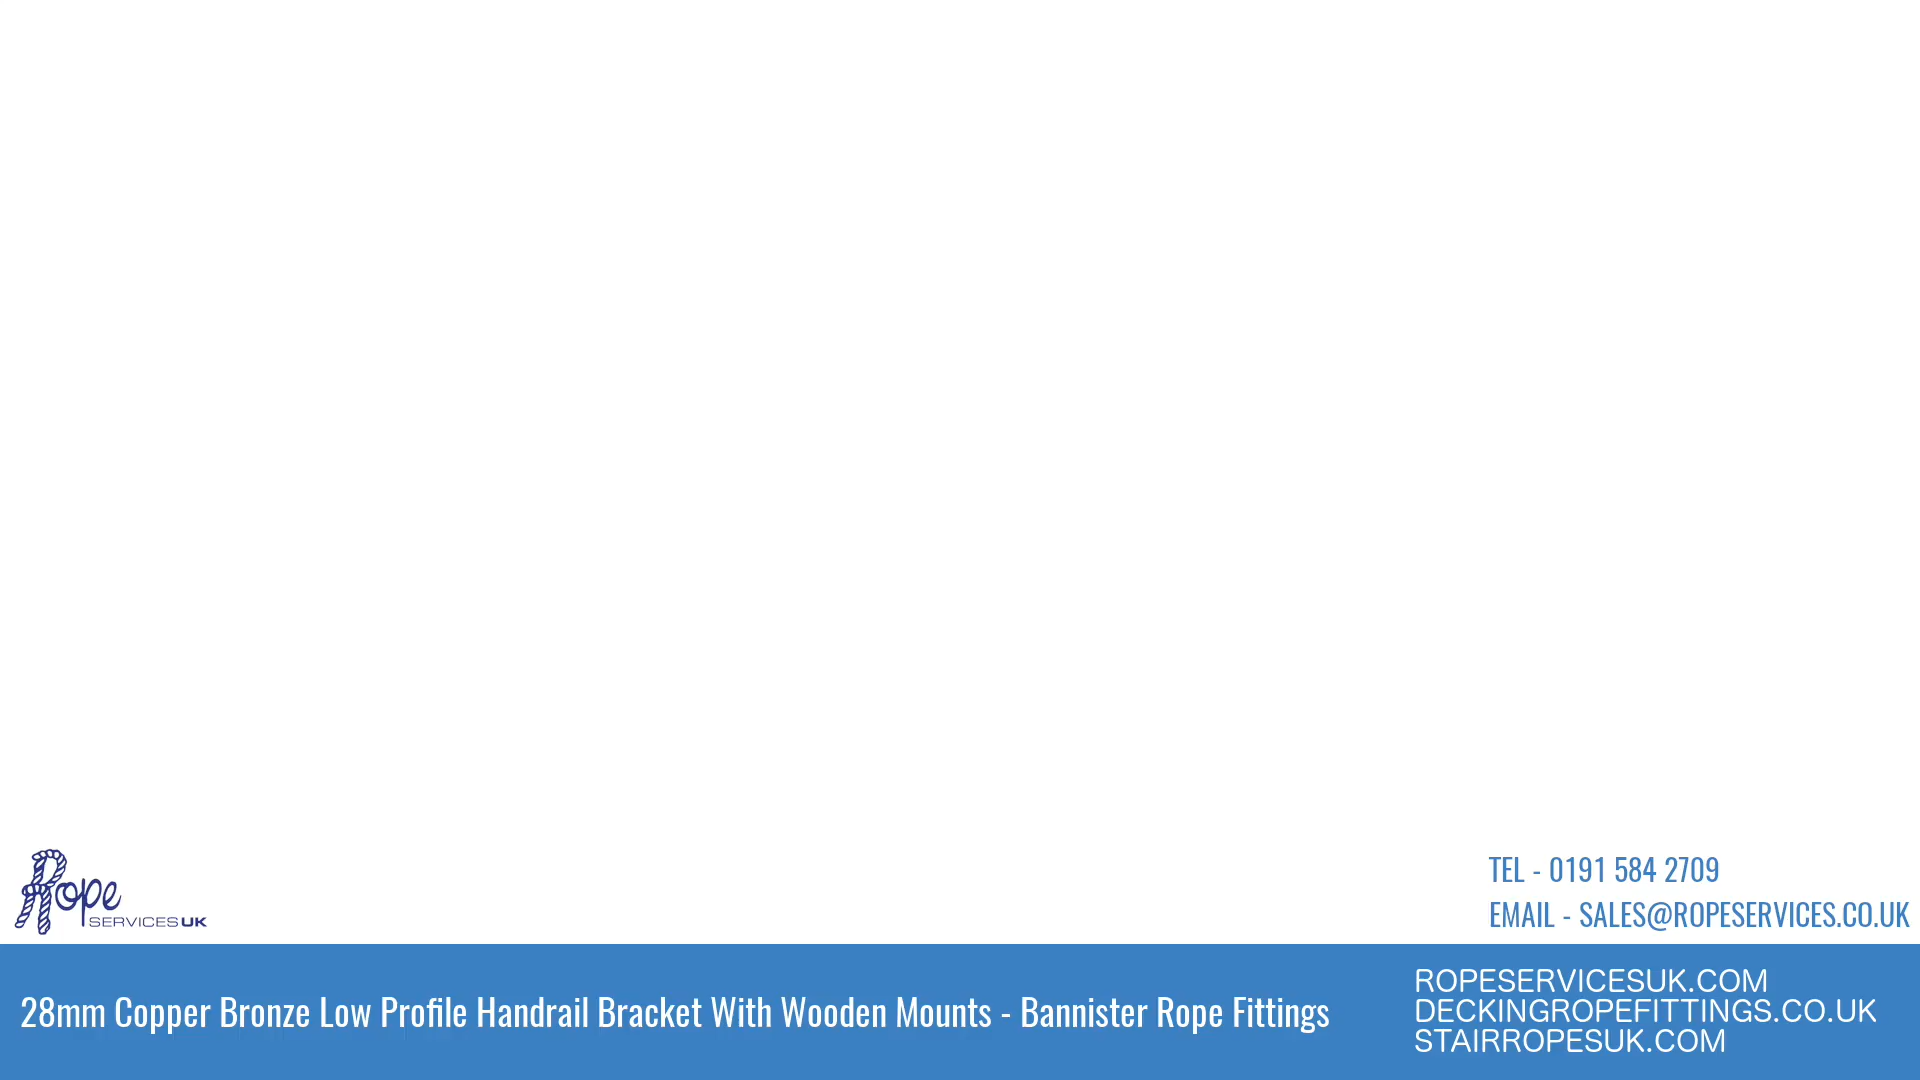 Rope
SERVICES UK
TEL - 0191 584 2709
EMAIL - SALES@ROPESERVICES.CO.UK
28mm Copper Bronze Low Profile Handrail Bracket With Wooden Mounts - Bannister Rope Fittings
ROPESERVICESUK.COM
DECKINGROPEFITTINGS.CO.UK
STAIRROPESUK.COM